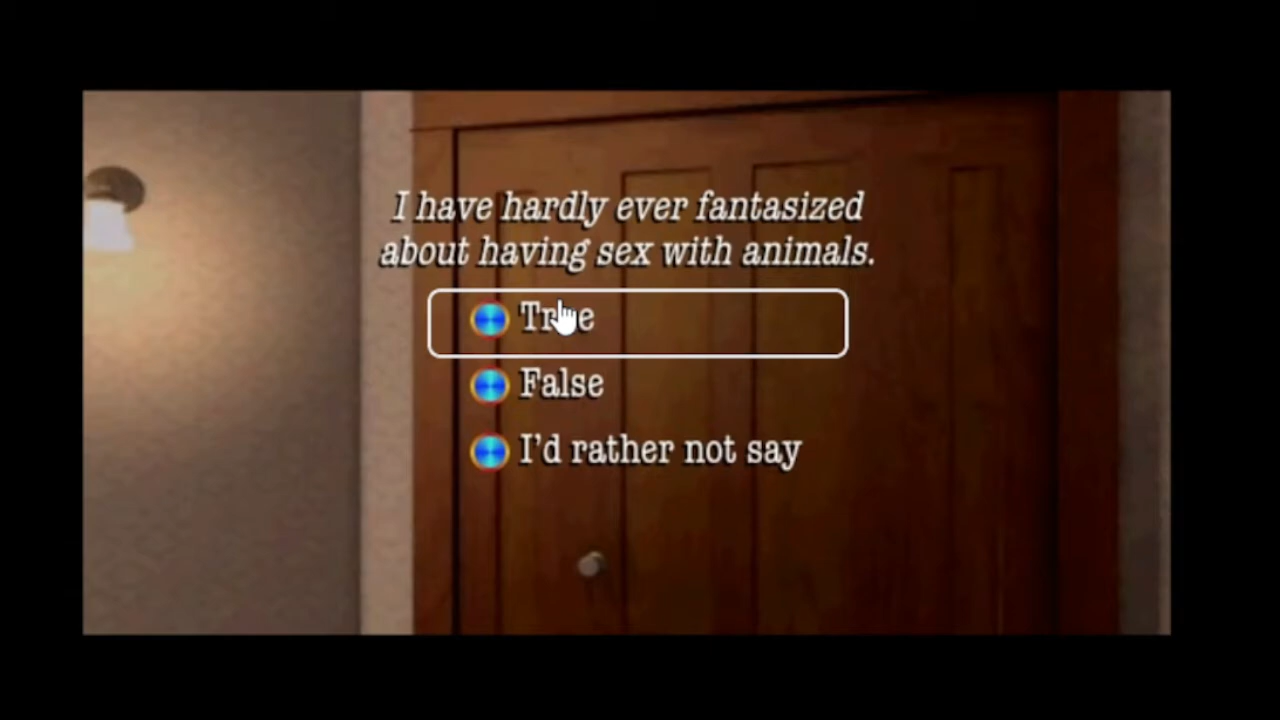 I have hardly ever fantasized
about having sex with animals.
True
False
I'd rather not say